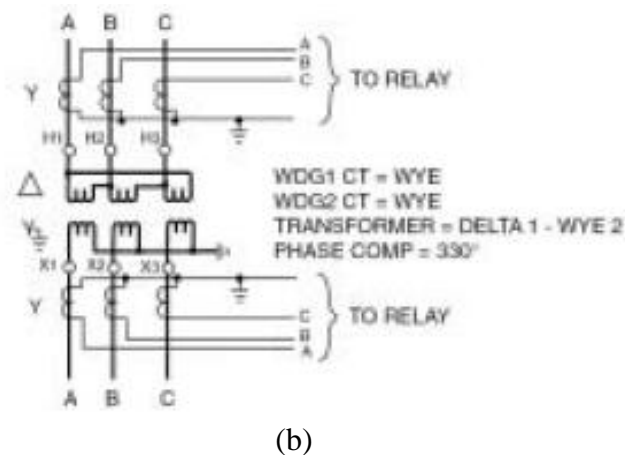 A B C
A
B
C
TO RELAY
Y
H1 H2 H3
WDG1 CT = WYE
WDG2 CT = WYE
TRANSFORMER = DELTA 1 - WYE 2
PHASE COMP = 330°
Y
X1 X2 X3
Y
C
B
A
TO RELAY
A B C
(b)